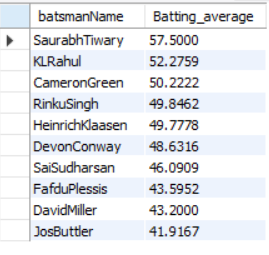 batsmanName Batting_average
SaurabhTiwary 57.5000
KLRahul 52.2759
CameronGreen 50.2222
RinkuSingh 49.8462
HeinrichKlaasen 49.7778
DevonConway 48.6316
SaiSudharsan 46.0909
FafduPlessis 43.5952
DavidMiller 43.2000
JosButtler 41.9167